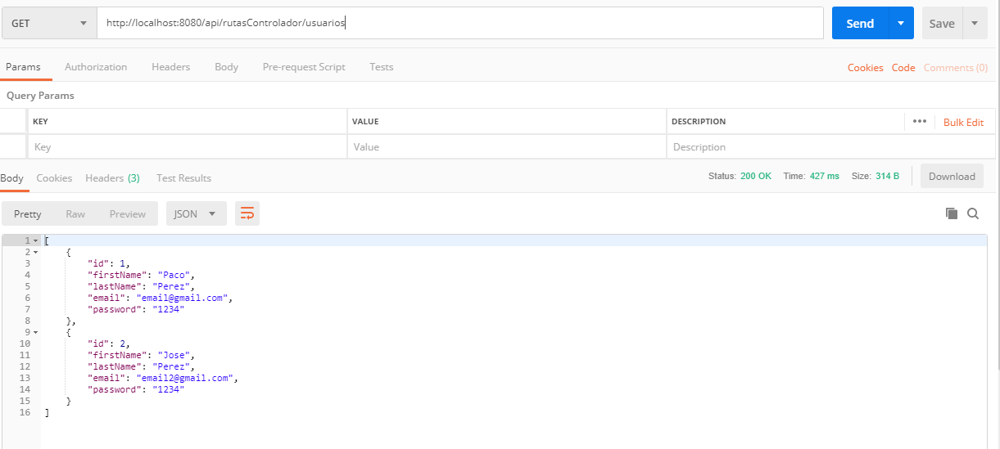 GET http://localhost:8080/api/rutasControlador/usuarios Send Save
Params Authorization Headers Body Pre-request Script Tests Cookies Code Comments (0)
Query Params
KEY VALUE DESCRIPTION ••• Bulk Edit
Key Value Description
Body Cookies Headers (3) Test Results Status: 200 OK Time: 427 ms Size: 314 B Download
Pretty Raw Preview JSON
1 [
2 {
3 "id": 1,
4 "firstName": "Paco",
5 "lastName": "Perez",
6 "email": "email@gmail.com",
7 "password": "1234"
8 },
9 {
10 "id": 2,
11 "firstName": "Jose",
12 "lastName": "Perez",
13 "email": "email2@gmail.com",
14 "password": "1234"
15 }
16 ]